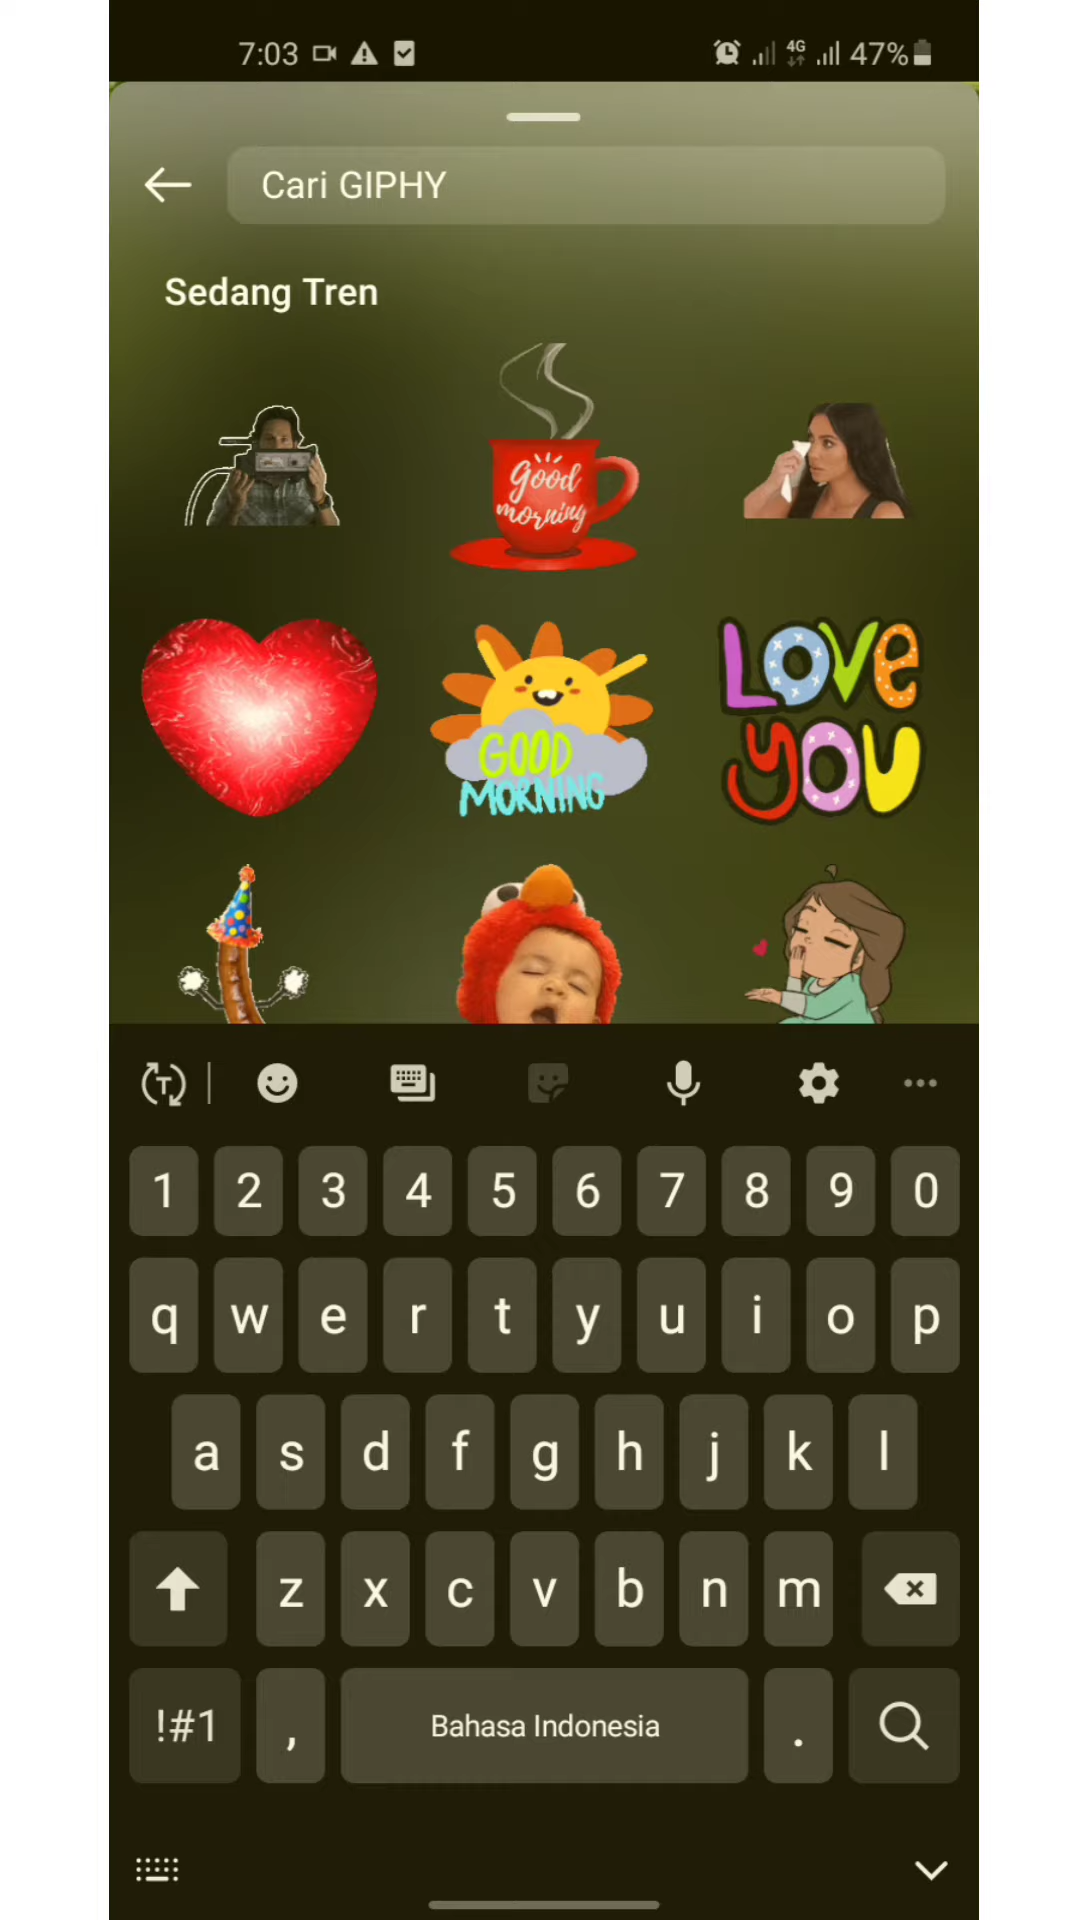 7:03 4G 47%
Cari GIPHY
Sedang Tren
Good
morning
GOOD
MORNING
LOVE
YOU
T
1 2 3 4 5 6 7 8 9 0
q w e r t y u i o p
a s d f g h j k l
z x c v b n m
!#1 , Bahasa Indonesia .